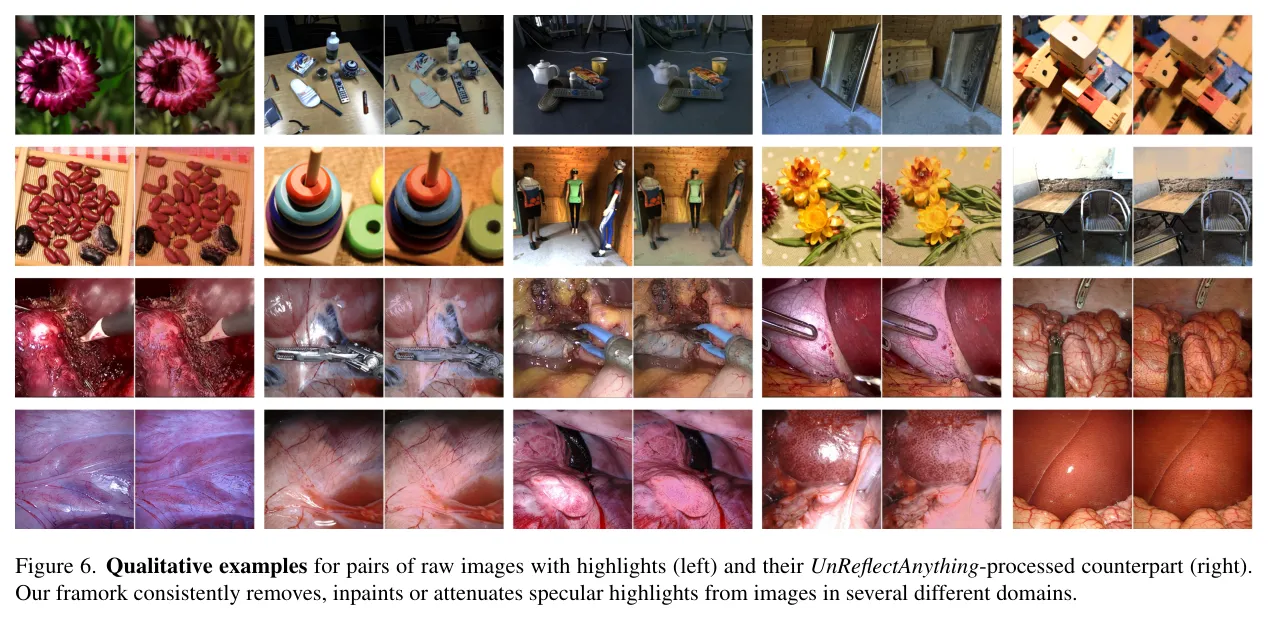 Figure 6. Qualitative examples for pairs of raw images with highlights (left) and their UnReflectAnything-processed counterpart (right).
Our framork consistently removes, inpaints or attenuates specular highlights from images in several different domains.